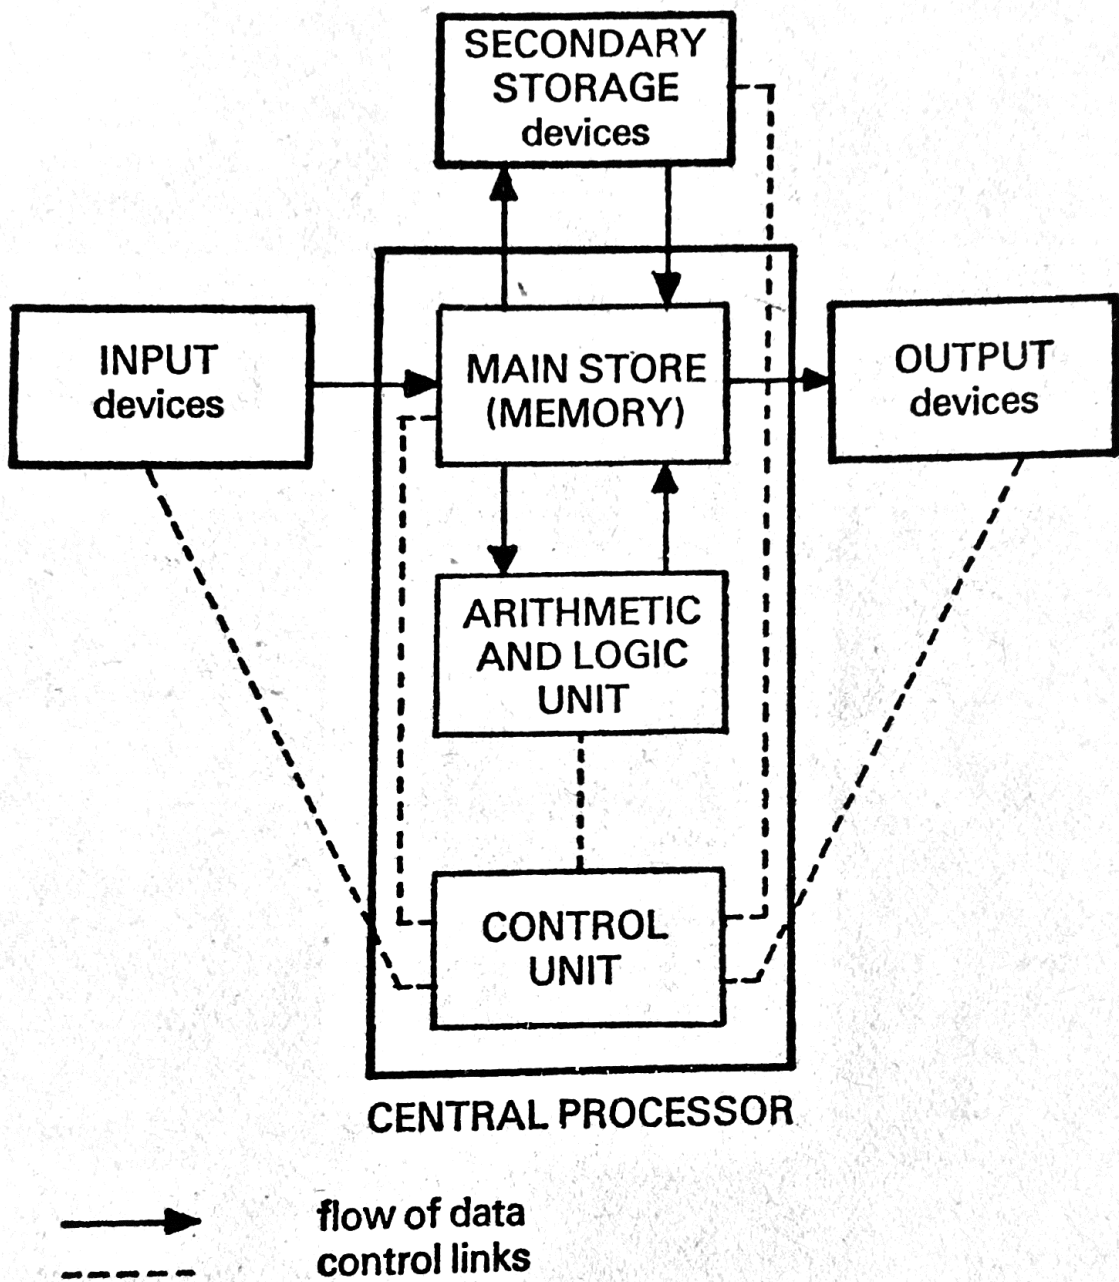 SECONDARY
STORAGE
devices
INPUT
devices
MAIN STORE
(MEMORY)
OUTPUT
devices
ARITHMETIC
AND LOGIC
UNIT
CONTROL
UNIT
CENTRAL PROCESSOR
flow of data
control links